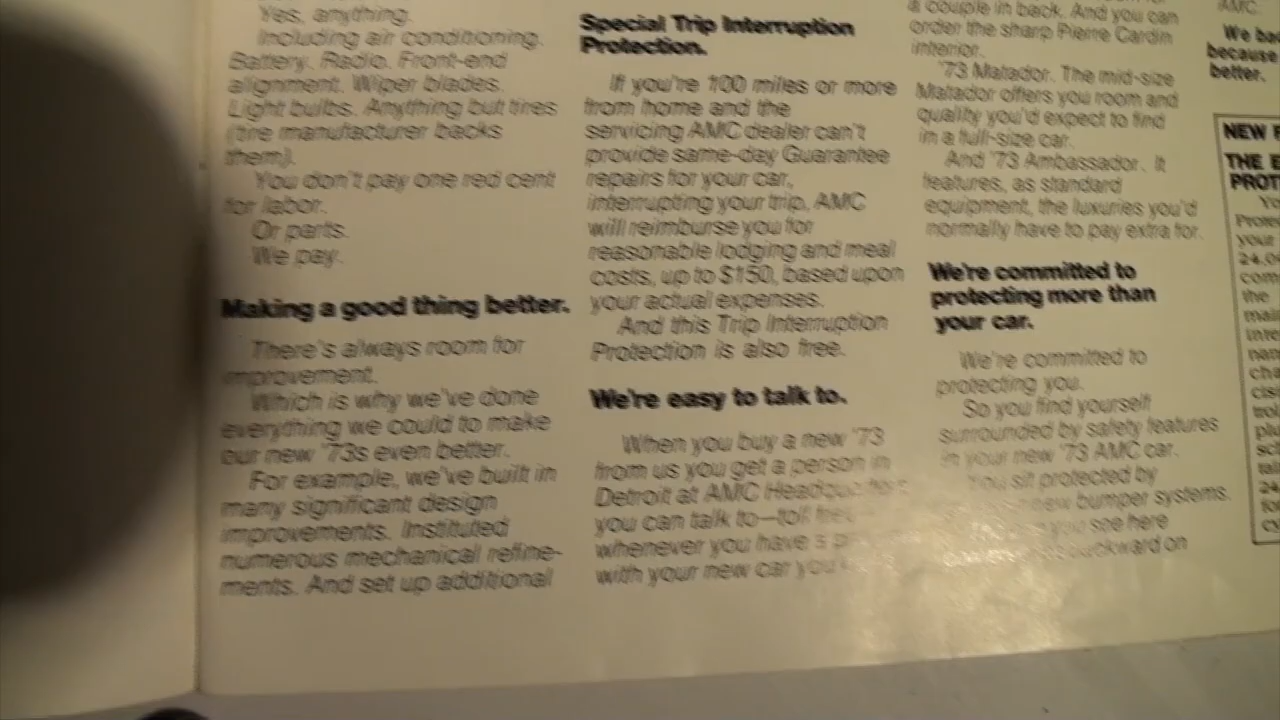 Yes, anything.
Including air conditioning.
Battery. Radio. Front-end
alignment. Wiper blades.
Light bulbs. Anything but tires
(tire manufacturer backs
them).
You don't pay one red cent
for labor.
Or parts.
We pay.
Making a good thing better.
There's always room for
improvement.
Which is why we've done
everything we could to make
our new '73s even better.
For example, we've built in
many significant design
improvements. Instituted
numerous mechanical refine-
ments. And set up additional
Special Trip Interruption
Protection.
If you're 100 miles or more
from home and the
servicing AMC dealer can't
provide same-day Guarantee
repairs for your car,
interrupting your trip, AMC
will reimburse you for
reasonable lodging and meal
costs, up to $150, based upon
your actual expenses.
And this Trip Interruption
Protection is also free.
We're easy to talk to.
When you buy a new '73
from us you get a person in
Detroit at AMC
you can talk to—toll
whenever you have a
with your new car you
a couple in back. And you can
order the sharp Pierre Cardin
interior.
'73 Matador. The mid-size
Matador offers you room and
quality you'd expect to find
in a full-size car.
And '73 Ambassador. It
features, as standard
equipment, the luxuries you'd
normally have to pay extra for.
We're committed to
protecting more than
your car.
We're committed to
protecting you.
So you find yourself
surrounded by safety features
in your new '73 AMC car.
You sit protected by
new bumper systems.
you see here
backward on
AMC.
We
because
better.
NEW
THE
your
the